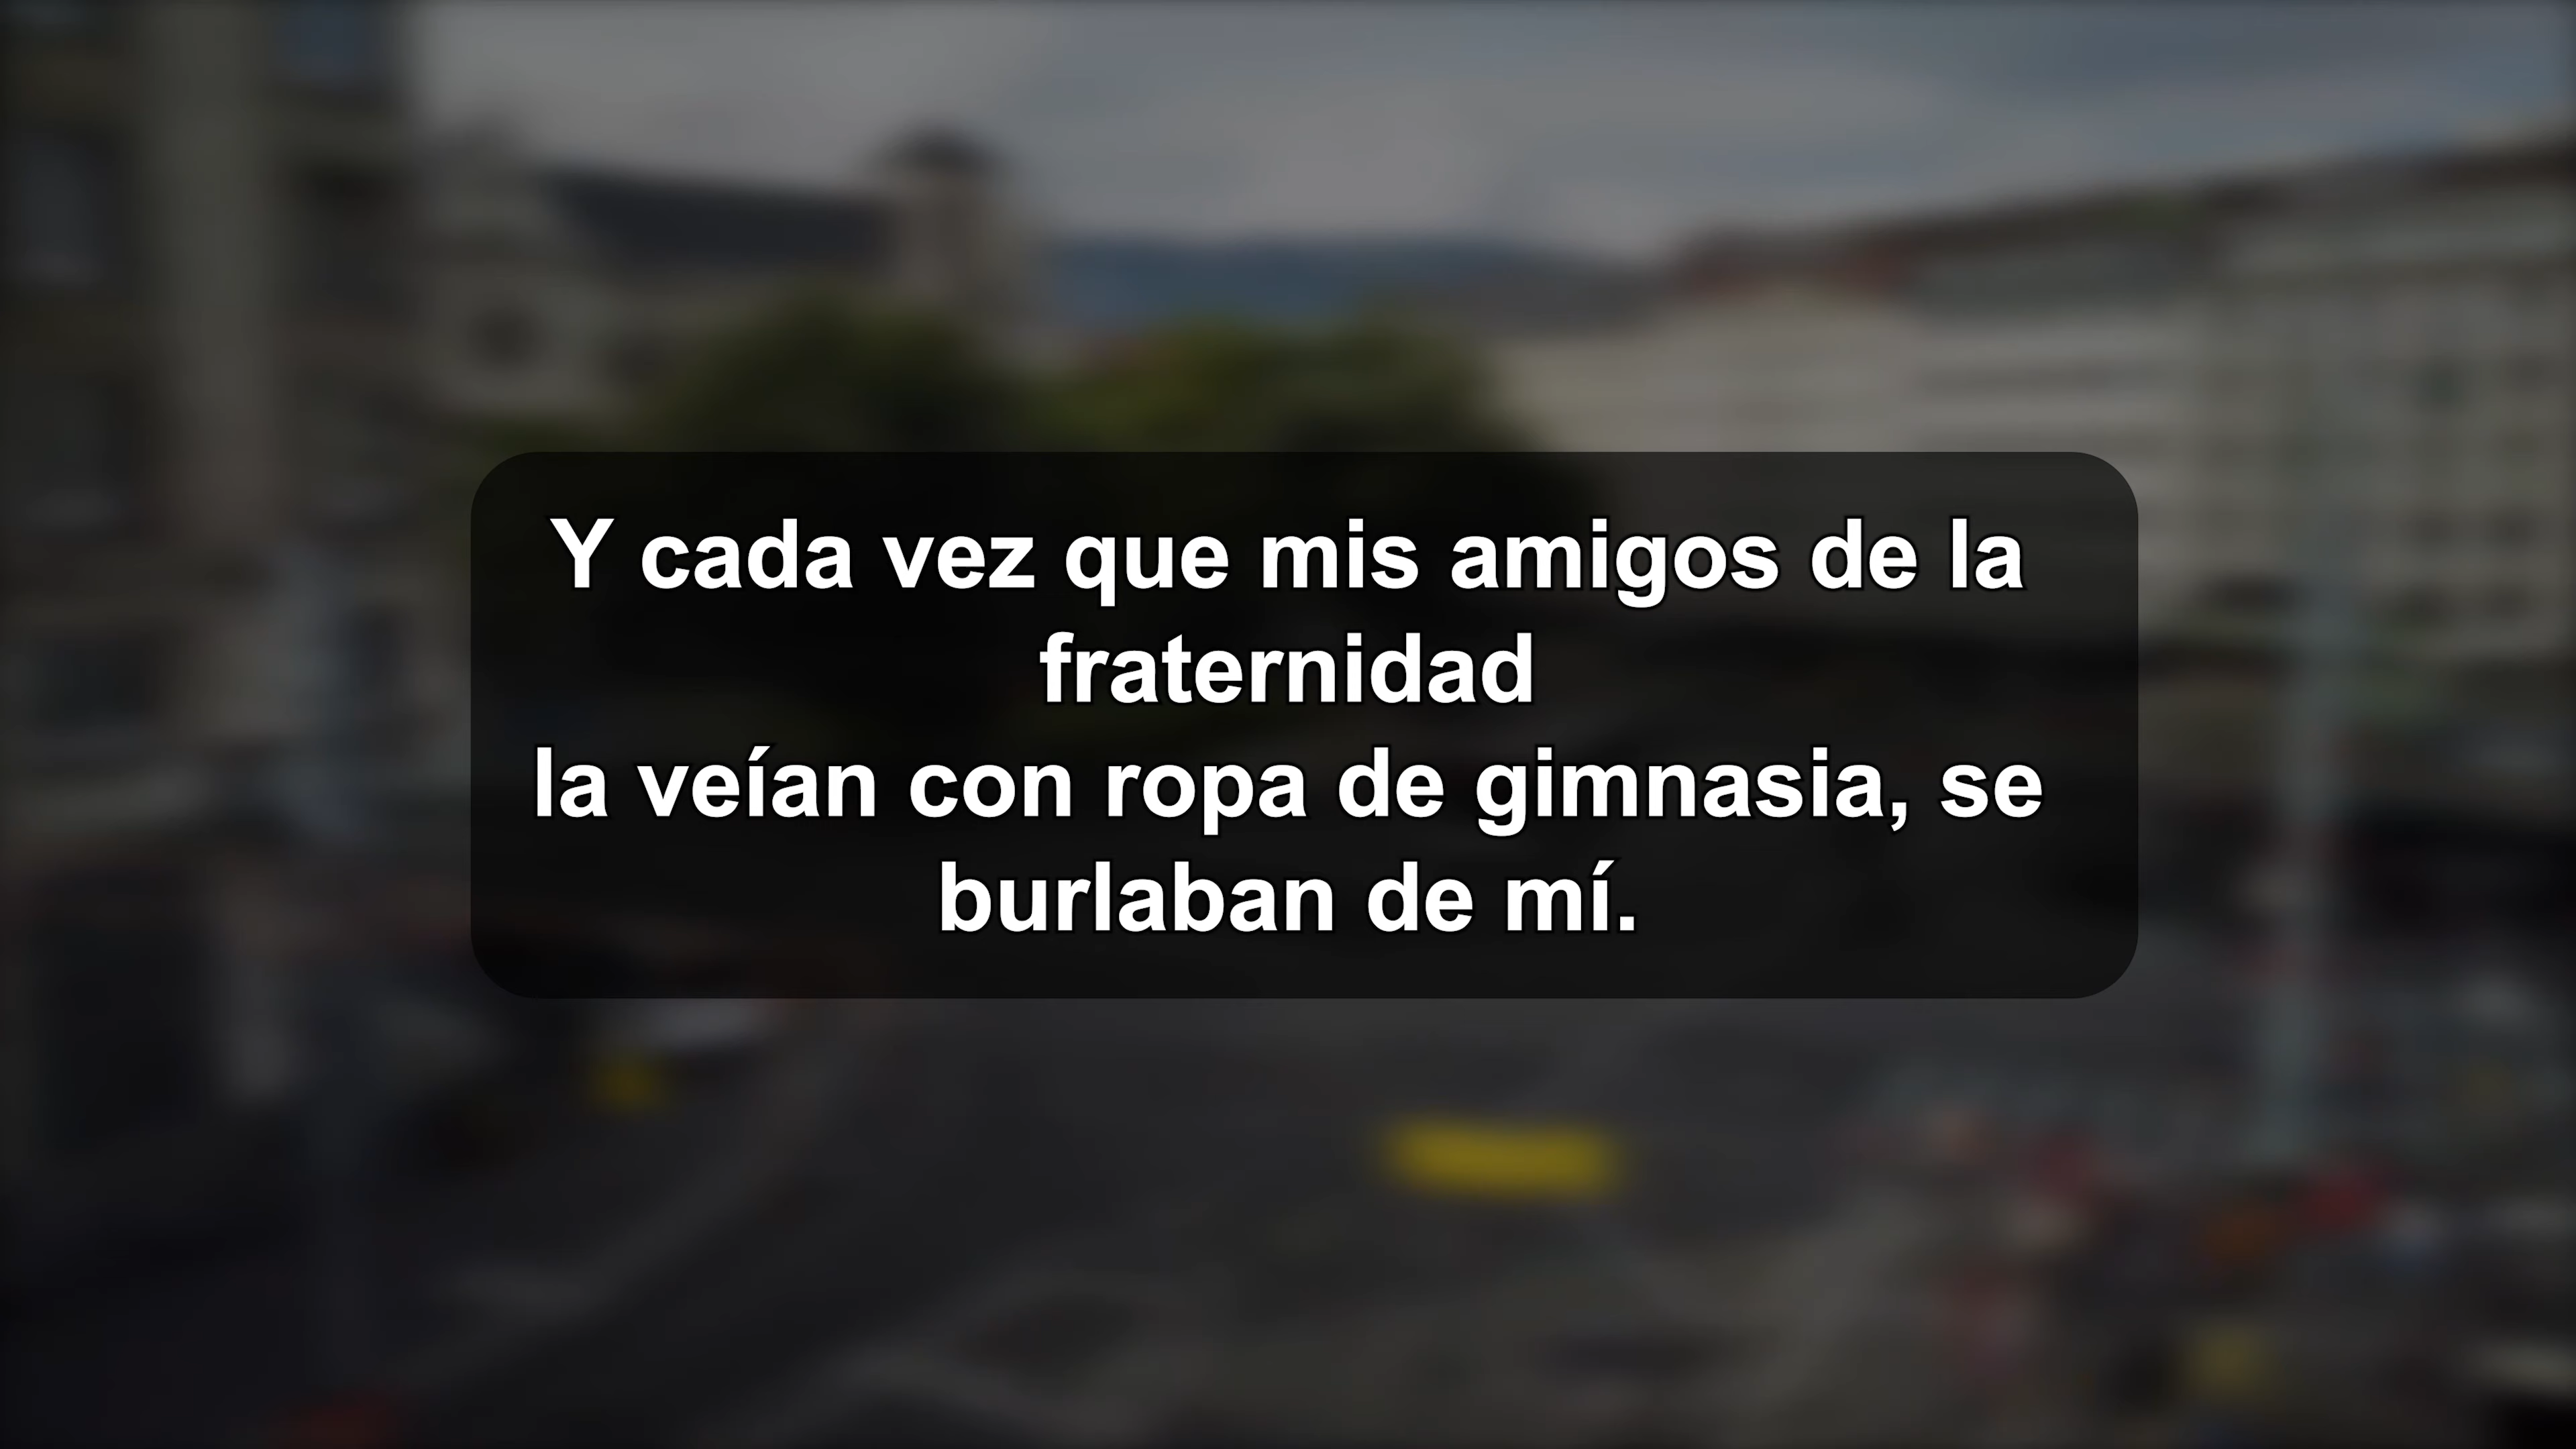 Y cada vez que mis amigos de la
fraternidad
la veían con ropa de gimnasia, se
burlaban de mí.